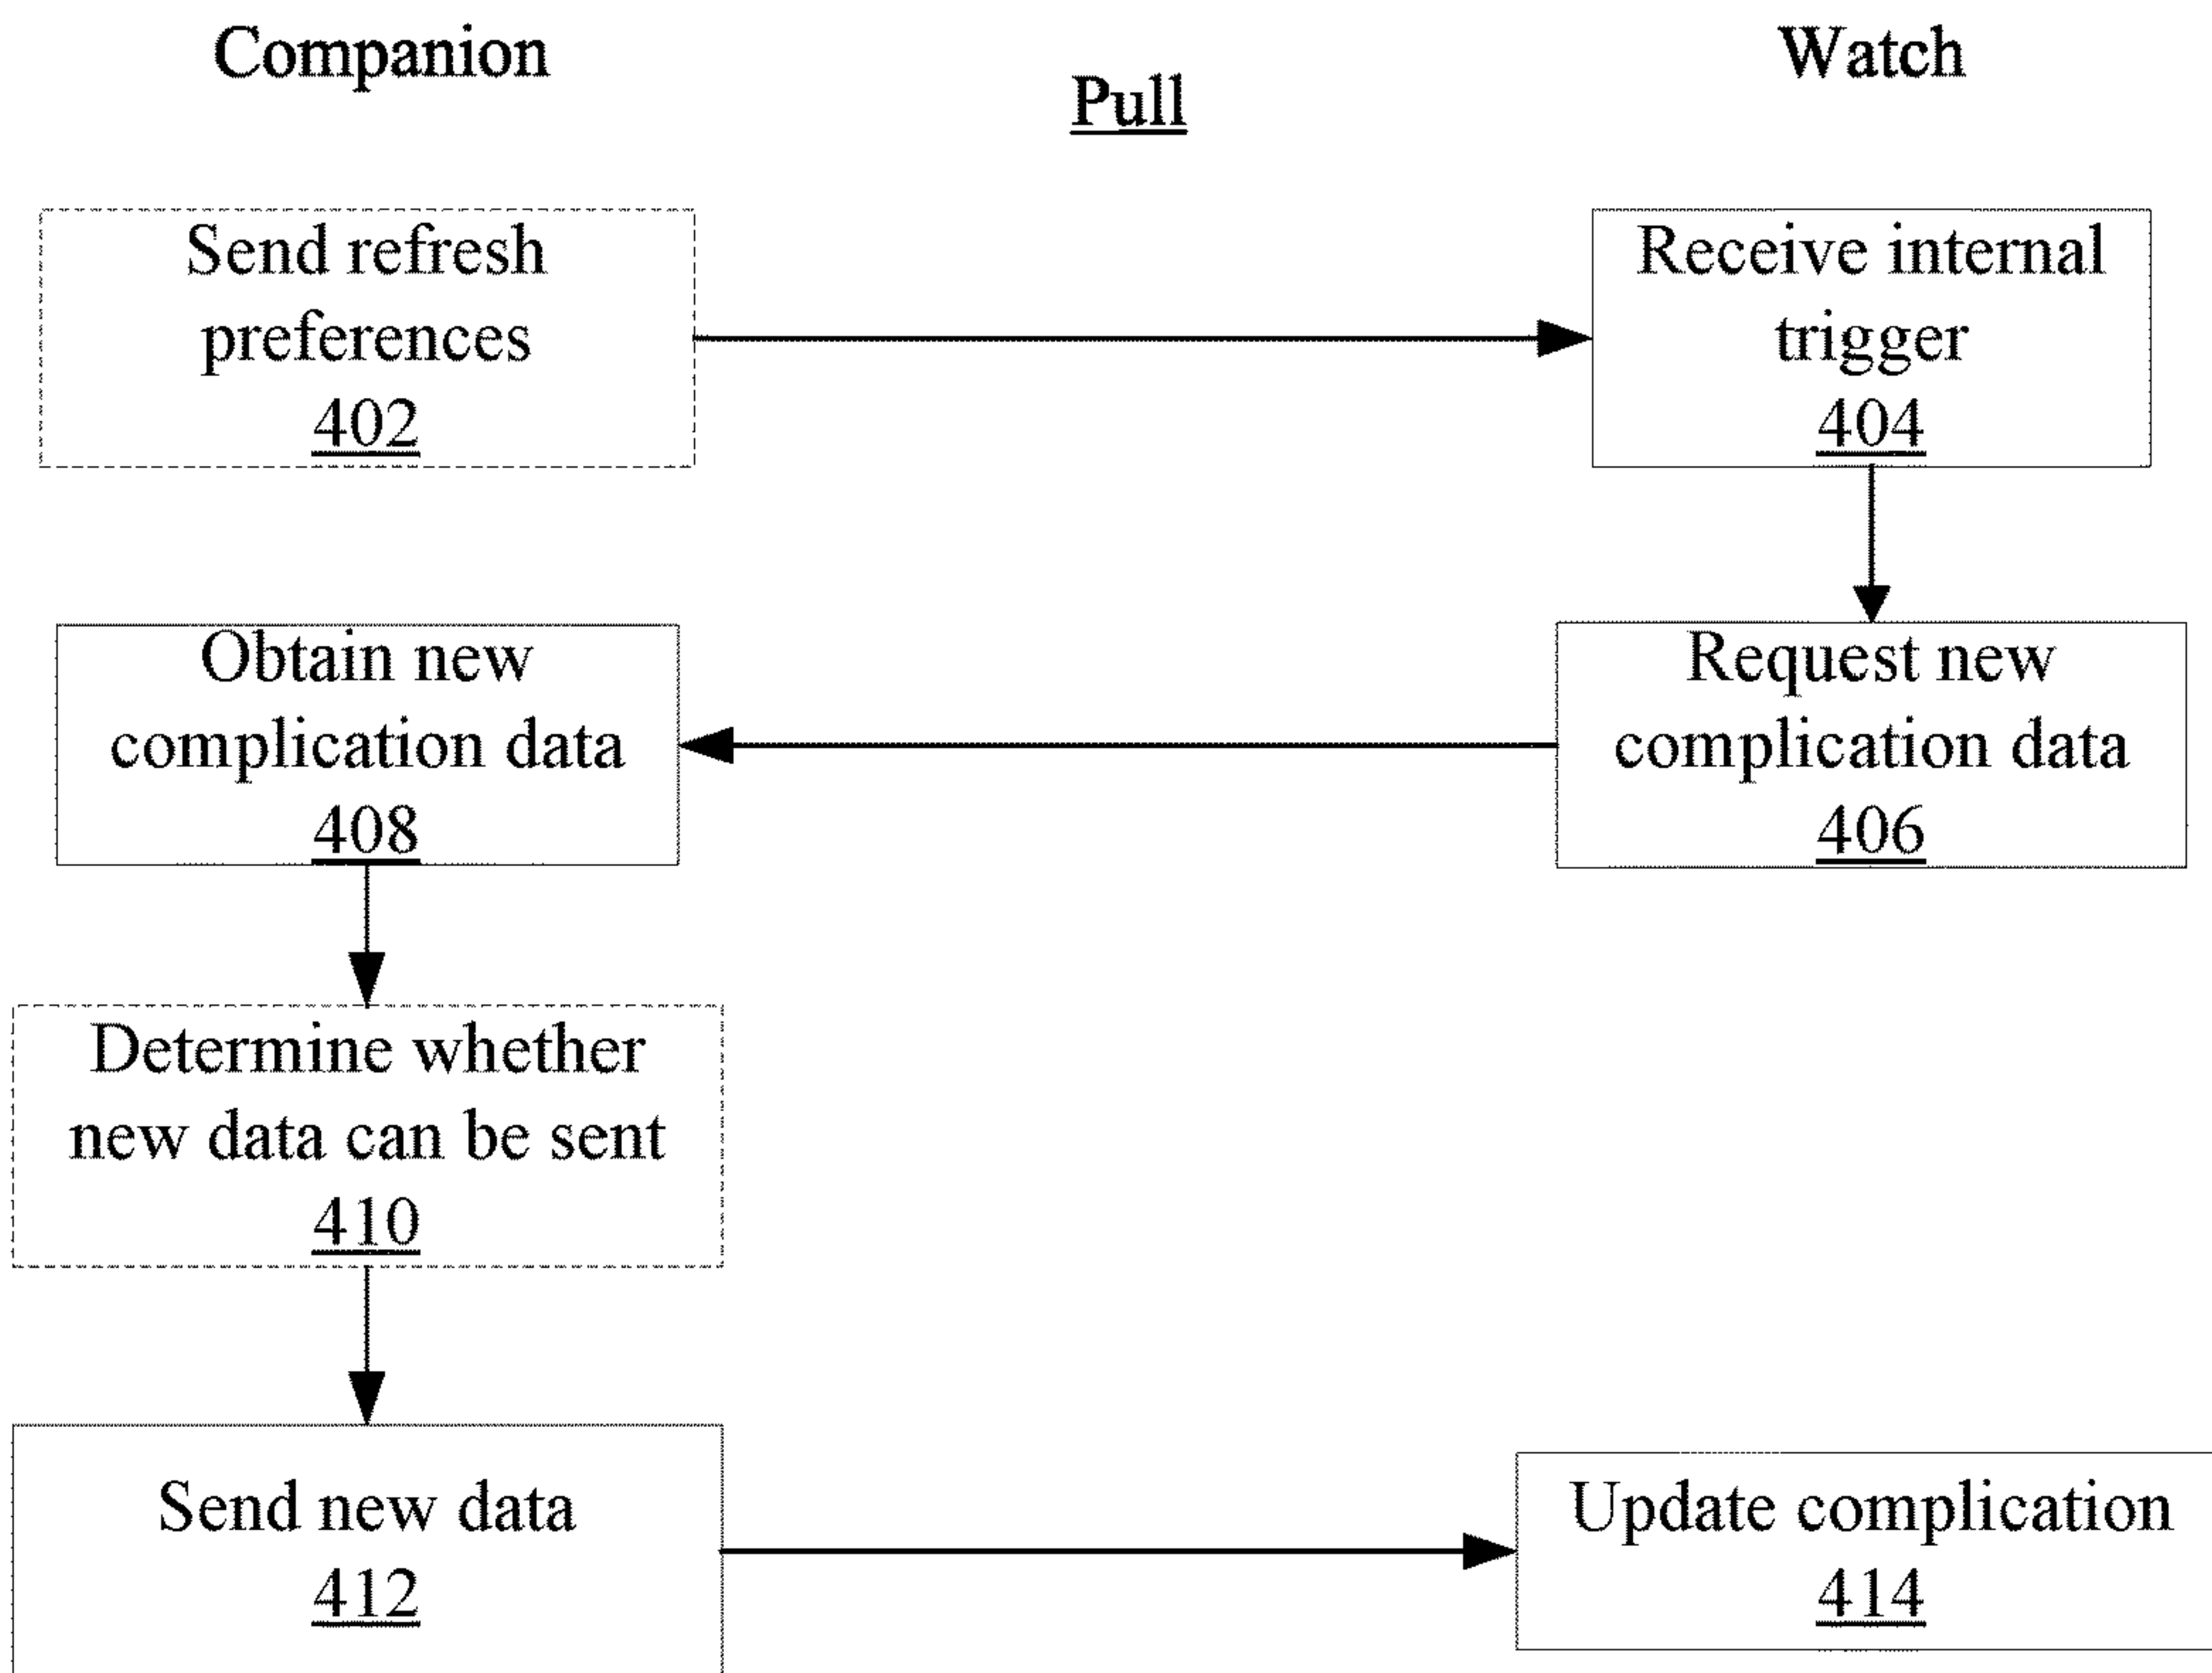 Companion
Pull
Watch
Send refresh
preferences
402
Receive internal
trigger
404
Obtain new
complication data
408
Request new
complication data
406
Determine whether
new data can be sent
410
Send new data
412
Update complication
414